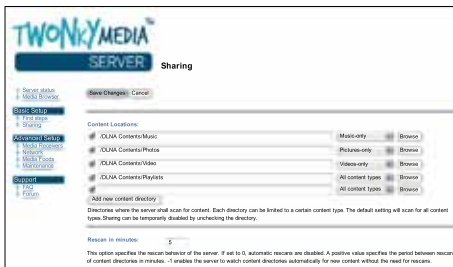 TWONKYMEDIA™
SERVER
Sharing
Server status
Media Browser
Save Changes Cancel
Basic Setup
First steps
Sharing
Advanced Setup
Media Receivers
Network
Media Feeds
Maintenance
Support
FAQ
Forum
Content Locations:
/DLNA Contents/Music Music-only Browse
/DLNA Contents/Photos Pictures-only Browse
/DLNA Contents/Video Videos-only Browse
/DLNA Contents/Playlists All content types Browse
All content types Browse
Add new content directory
Directories where the server shall scan for content. Each directory can be limited to a certain content type. The default setting will scan for all content
types. Sharing can be temporarily disabled by unchecking the directory.
Rescan in minutes: 5
This option specifies the rescan behavior of the server. If set to 0, automatic rescans are disabled. A positive value specifies the period between rescans
of content directories in minutes. -1 enables the server to watch content directories automatically for new content without the need for rescans.